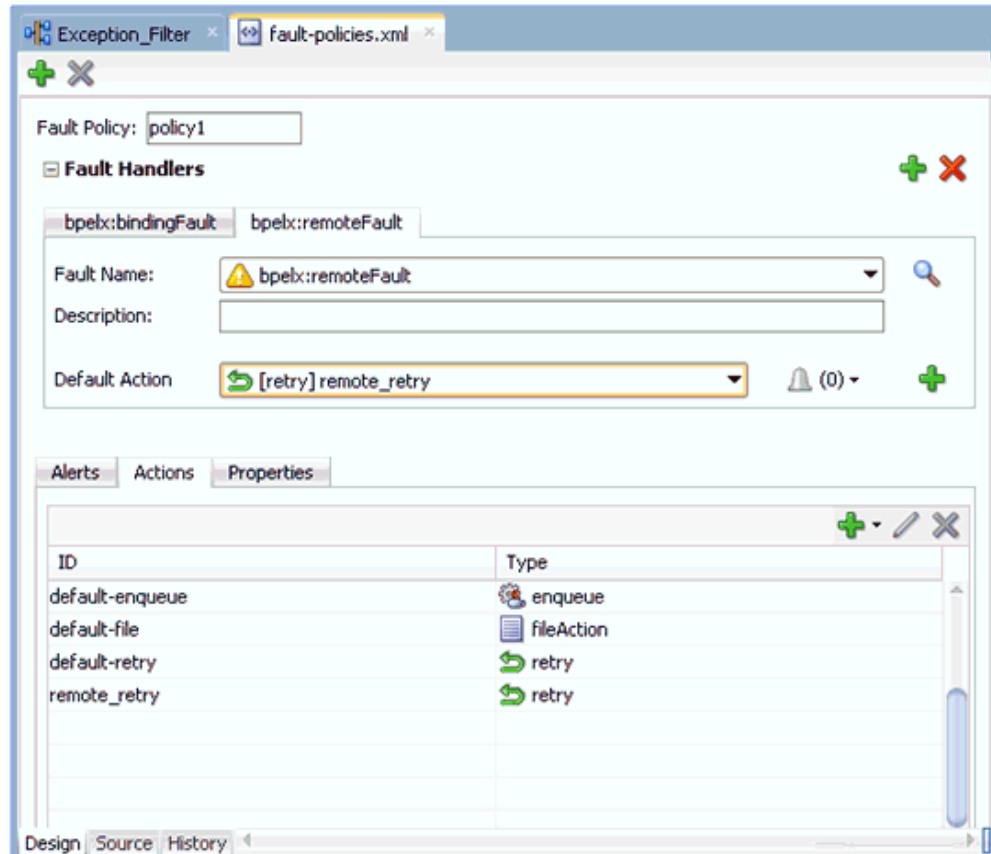 Exception_Filter fault-policies.xml
Fault Policy: policy1
Fault Handlers
bpelx:bindingFault bpelx:remoteFault
Fault Name: bpelx:remoteFault
Description:
Default Action [retry] remote_retry (0)
Alerts Actions Properties
ID Type
default-enqueue enqueue
default-file fileAction
default-retry retry
remote_retry retry
Design Source History